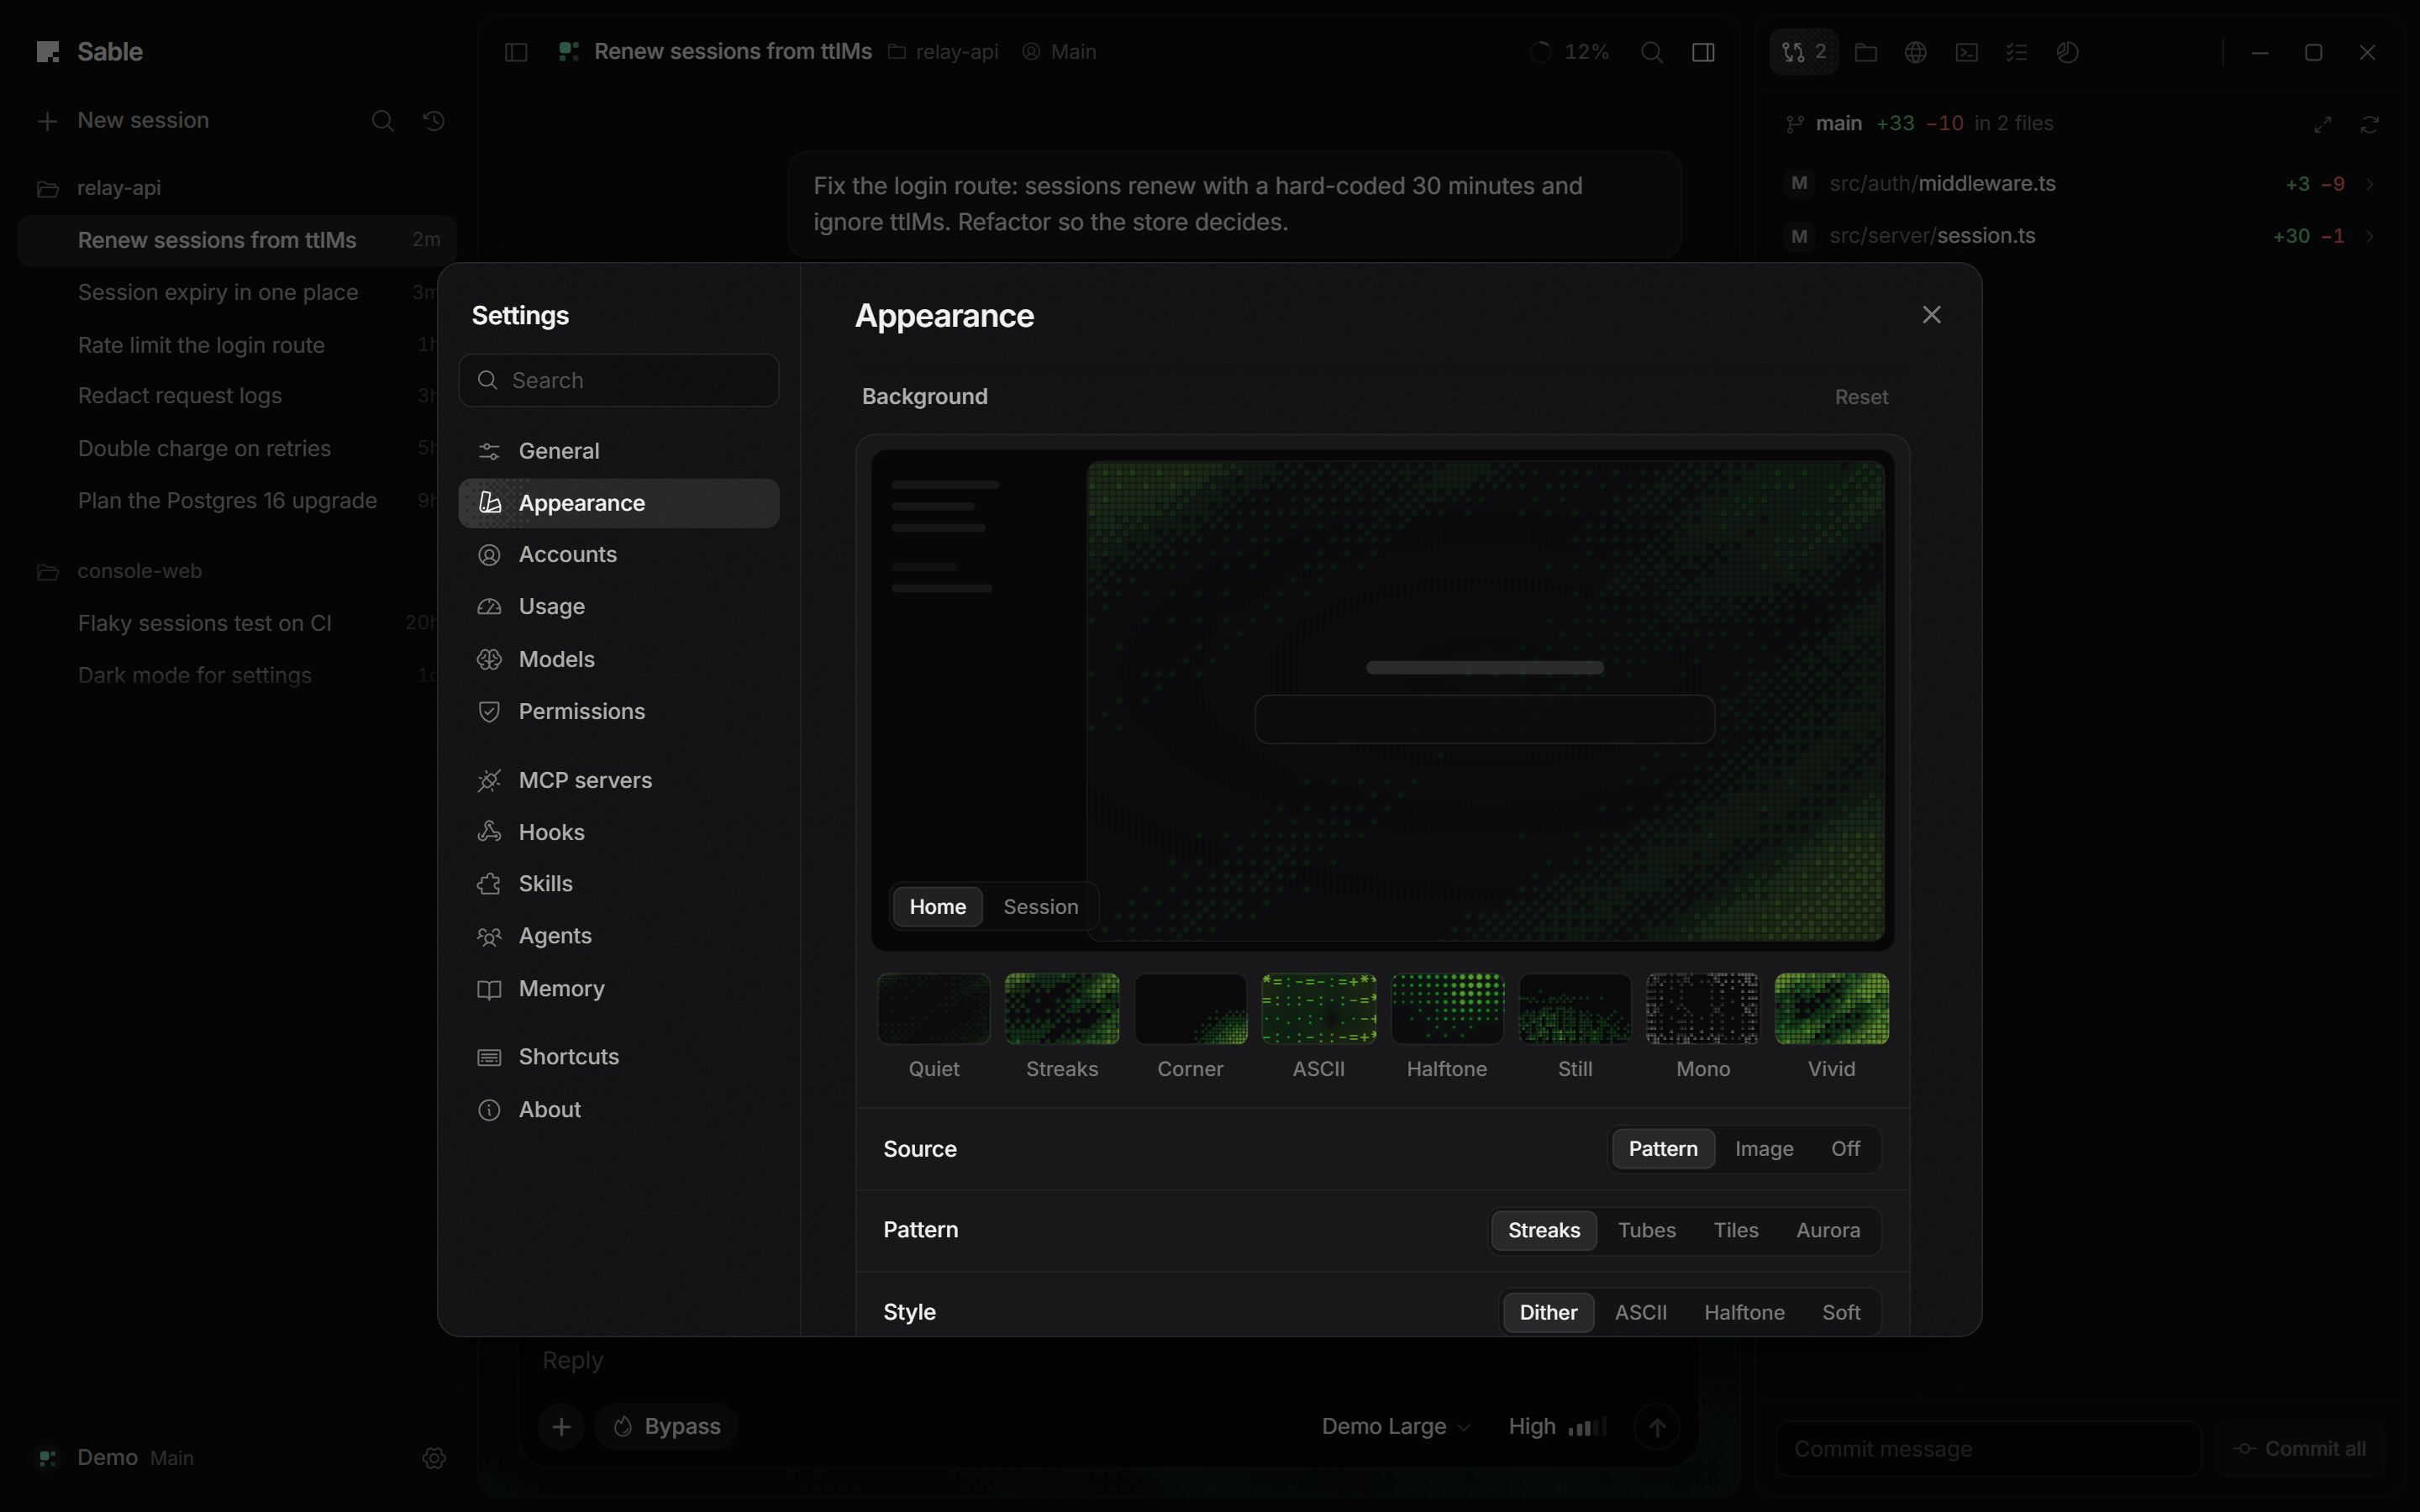 Sable
New session
relay-api
Renew sessions from ttlMs 2m
Session expiry in one place
Rate limit the login route
Redact request logs
Double charge on retries
Plan the Postgres 16 upgrade
console-web
Flaky sessions test on CI
Dark mode for settings
Demo Main
Renew sessions from ttlMs relay-api Main 12%
Fix the login route: sessions renew with a hard-coded 30 minutes and
ignore ttlMs. Refactor so the store decides.
Settings
Search
General
Appearance
Accounts
Usage
Models
Permissions
MCP servers
Hooks
Skills
Agents
Memory
Shortcuts
About
Appearance
Background Reset
Home Session
Quiet Streaks Corner ASCII Halftone Still Mono Vivid
Source Pattern Image Off
Pattern Streaks Tubes Tiles Aurora
Style Dither ASCII Halftone Soft
Reply
Bypass Demo Large High
2
main +33 −10 in 2 files
M src/auth/middleware.ts +3 −9
M src/server/session.ts +30 −1
Commit message Commit all